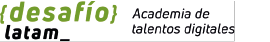 {desafío}
latam_
Academia de
talentos digitales